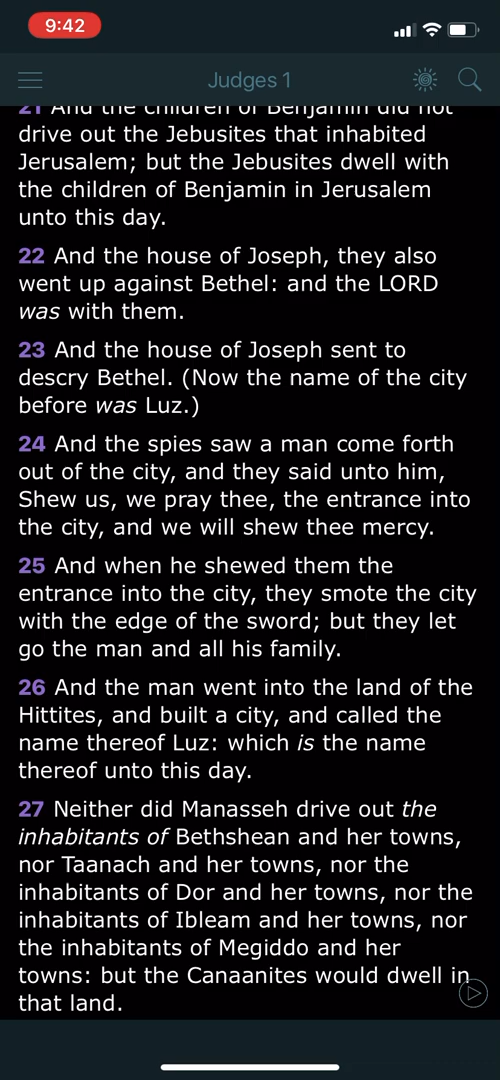 9:42
Judges 1
21 And the children of Benjamin did not
drive out the Jebusites that inhabited
Jerusalem; but the Jebusites dwell with
the children of Benjamin in Jerusalem
unto this day.
22 And the house of Joseph, they also
went up against Bethel: and the LORD
was with them.
23 And the house of Joseph sent to
descry Bethel. (Now the name of the city
before was Luz.)
24 And the spies saw a man come forth
out of the city, and they said unto him,
Shew us, we pray thee, the entrance into
the city, and we will shew thee mercy.
25 And when he shewed them the
entrance into the city, they smote the city
with the edge of the sword; but they let
go the man and all his family.
26 And the man went into the land of the
Hittites, and built a city, and called the
name thereof Luz: which is the name
thereof unto this day.
27 Neither did Manasseh drive out the
inhabitants of Bethshean and her towns,
nor Taanach and her towns, nor the
inhabitants of Dor and her towns, nor the
inhabitants of Ibleam and her towns, nor
the inhabitants of Megiddo and her
towns: but the Canaanites would dwell in
that land.